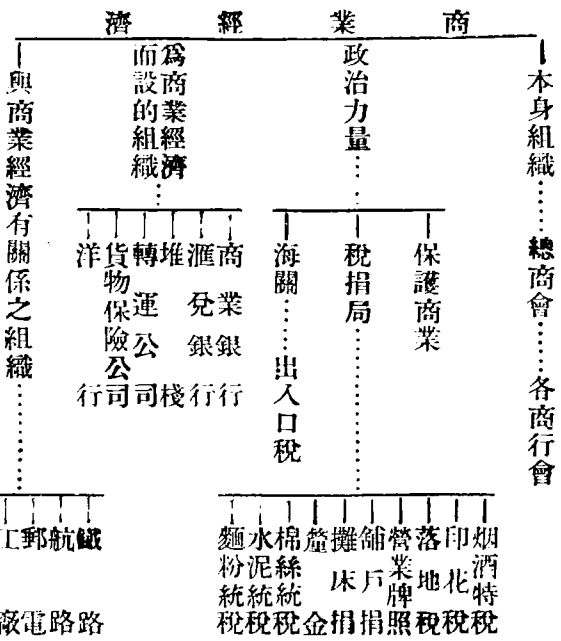 商業經濟
本身組織……總商會……各商行會
政治力量……
保護商業
稅捐局……
烟酒特稅
印花稅
落地稅
營業牌照
舖戶捐
攤床捐
釐金
棉絲統稅
水泥統稅
麵粉統稅
海關……出入口稅
為商業經濟
而設的組織……
商業銀行
滙兌銀行
堆棧
轉運公司
貨物保險公司
洋行
與商業經濟有關係之組織……
鐵路
航路
郵電
工廠